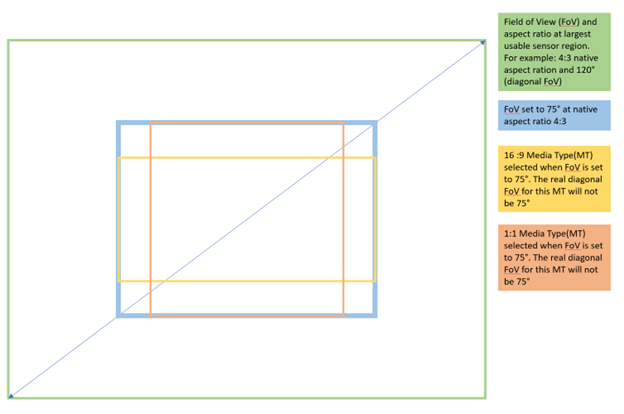 Field of View (FoV) and
aspect ratio at largest
usable sensor region.
For example: 4:3 native
aspect ration and 120°
(diagonal FoV)
FoV set to 75° at native
aspect ratio 4:3
16 :9 Media Type(MT)
selected when FoV is set
to 75°. The real diagonal
FoV for this MT will not
be 75°
1:1 Media Type(MT)
selected when FoV is set
to 75°. The real diagonal
FoV for this MT will not
be 75°